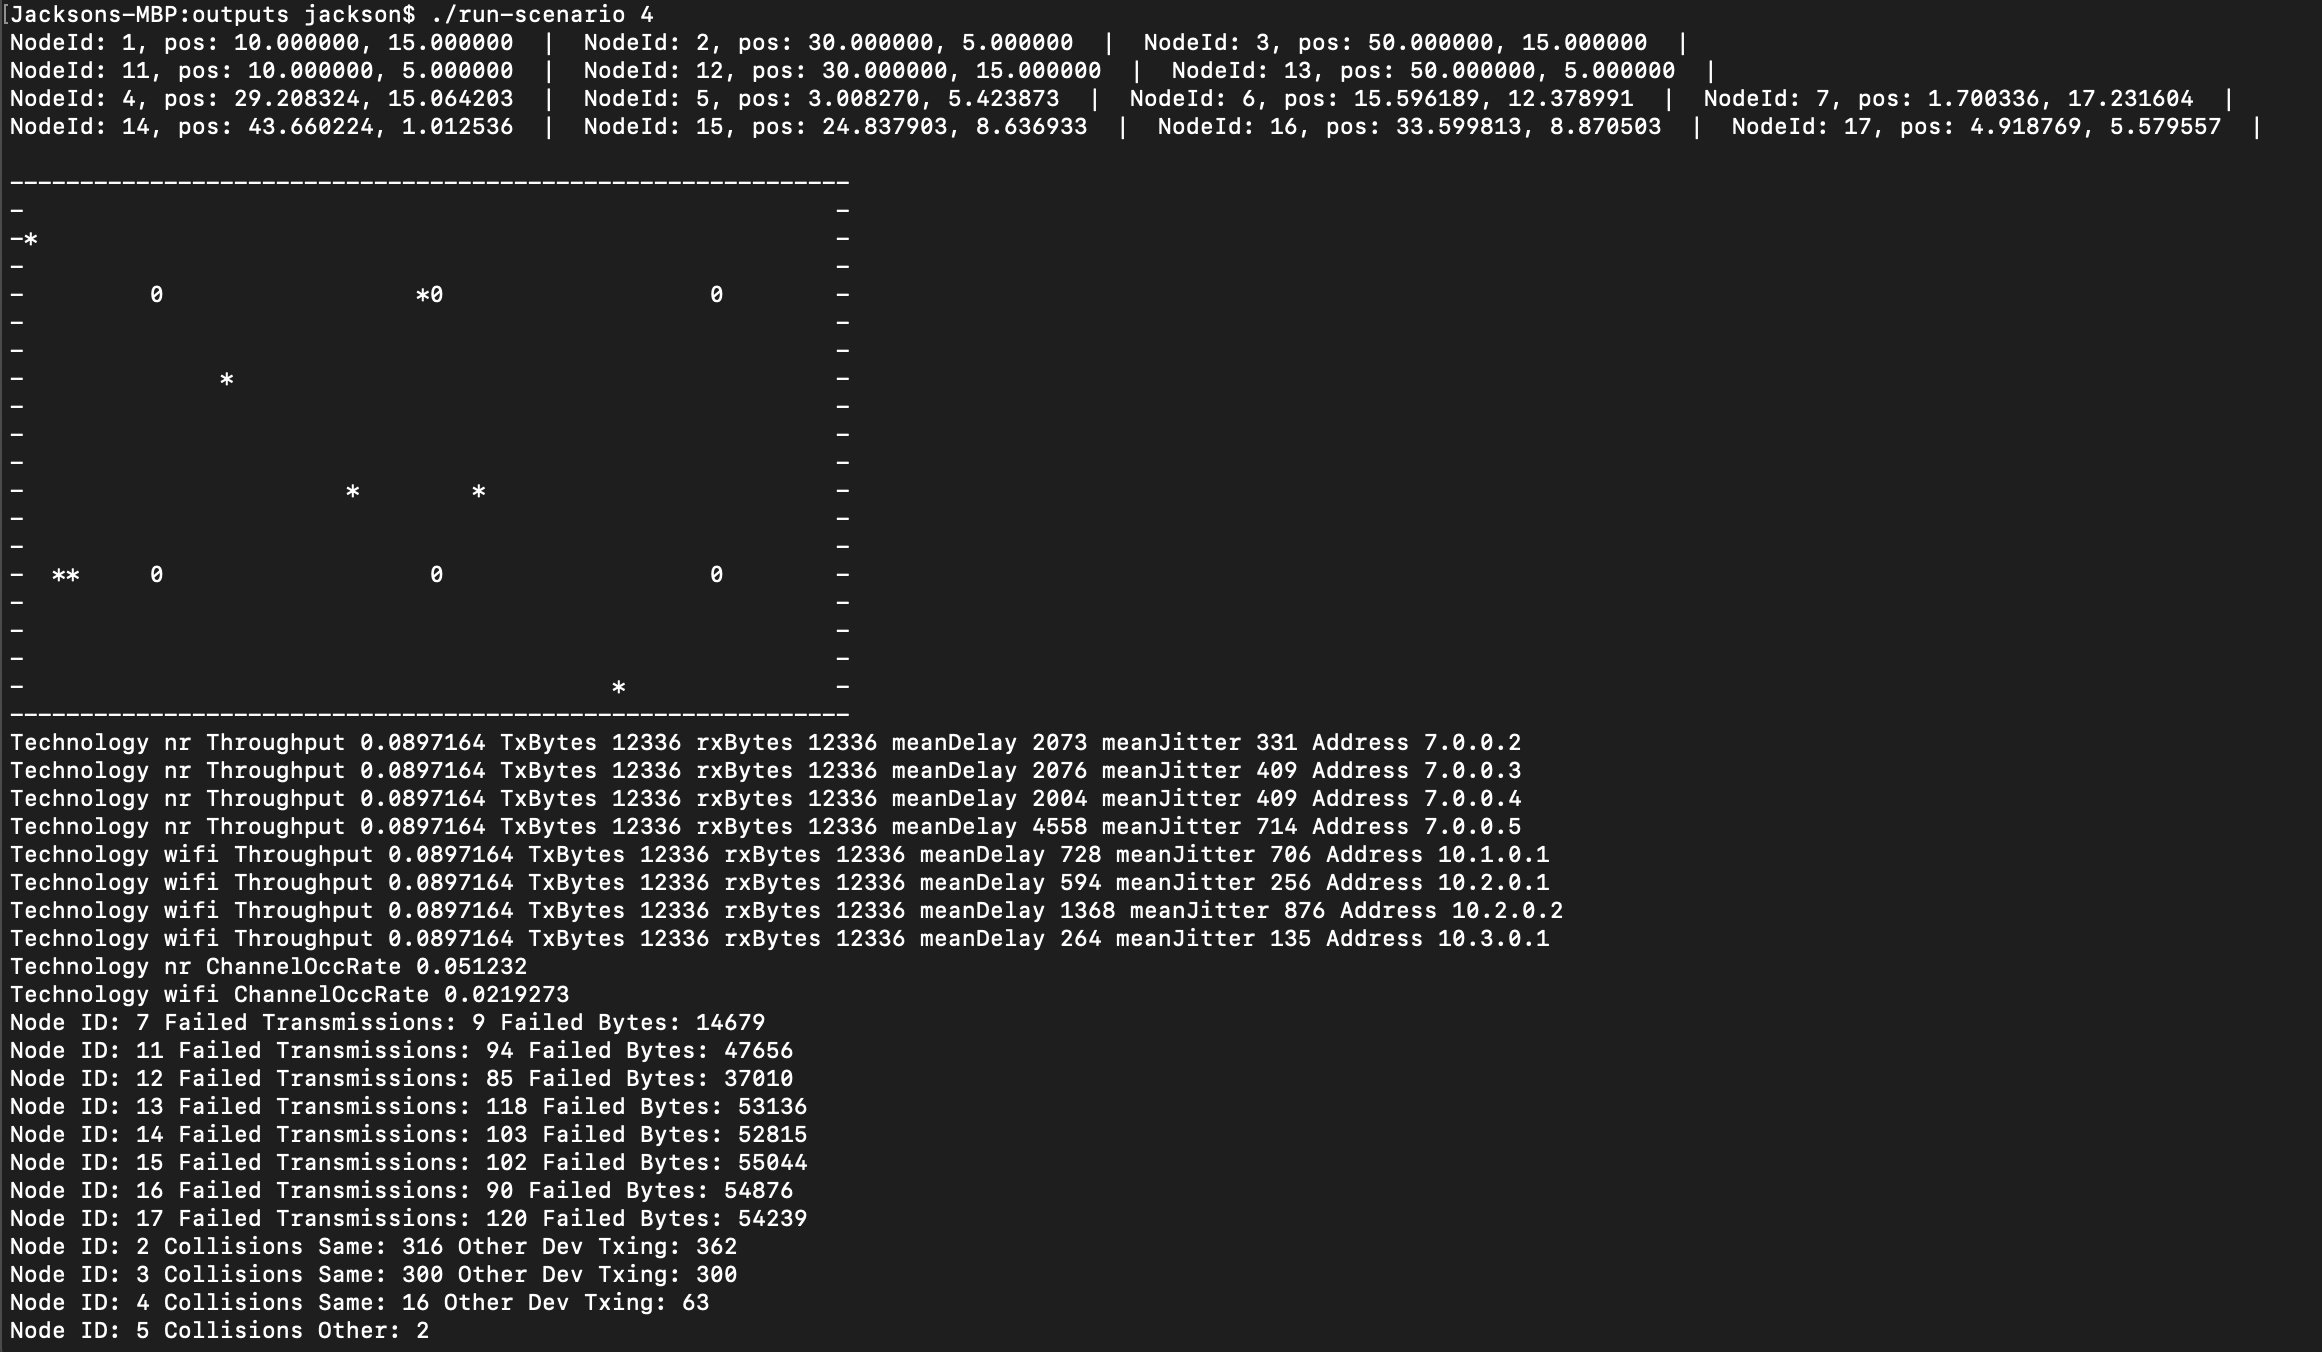 Jacksons-MBP:outputs jackson$ ./run-scenario 4
NodeId: 1, pos: 10.000000, 15.000000  |  NodeId: 2, pos: 30.000000, 5.000000  |  NodeId: 3, pos: 50.000000, 15.000000  |
NodeId: 11, pos: 10.000000, 5.000000  |  NodeId: 12, pos: 30.000000, 15.000000  |  NodeId: 13, pos: 50.000000, 5.000000  |
NodeId: 4, pos: 29.208324, 15.064203  |  NodeId: 5, pos: 3.008270, 5.423873  |  NodeId: 6, pos: 15.596189, 12.378991  |  NodeId: 7, pos: 1.700336, 17.231604  |
NodeId: 14, pos: 43.660224, 1.012536  |  NodeId: 15, pos: 24.837903, 8.636933  |  NodeId: 16, pos: 33.599813, 8.870503  |  NodeId: 17, pos: 4.918769, 5.579557  |
------------------------------------------------------------
-                                                          -
-*                                                         -
-                                                          -
-         0                  *0                   0        -
-                                                          -
-                                                          -
-              *                                           -
-                                                          -
-                                                          -
-                                                          -
-                       *        *                         -
-                                                          -
-                                                          -
-  **     0                   0                   0        -
-                                                          -
-                                                          -
-                                                          -
-                                          *               -
------------------------------------------------------------
Technology nr Throughput 0.0897164 TxBytes 12336 rxBytes 12336 meanDelay 2073 meanJitter 331 Address 7.0.0.2
Technology nr Throughput 0.0897164 TxBytes 12336 rxBytes 12336 meanDelay 2076 meanJitter 409 Address 7.0.0.3
Technology nr Throughput 0.0897164 TxBytes 12336 rxBytes 12336 meanDelay 2004 meanJitter 409 Address 7.0.0.4
Technology nr Throughput 0.0897164 TxBytes 12336 rxBytes 12336 meanDelay 4558 meanJitter 714 Address 7.0.0.5
Technology wifi Throughput 0.0897164 TxBytes 12336 rxBytes 12336 meanDelay 728 meanJitter 706 Address 10.1.0.1
Technology wifi Throughput 0.0897164 TxBytes 12336 rxBytes 12336 meanDelay 594 meanJitter 256 Address 10.2.0.1
Technology wifi Throughput 0.0897164 TxBytes 12336 rxBytes 12336 meanDelay 1368 meanJitter 876 Address 10.2.0.2
Technology wifi Throughput 0.0897164 TxBytes 12336 rxBytes 12336 meanDelay 264 meanJitter 135 Address 10.3.0.1
Technology nr ChannelOccRate 0.051232
Technology wifi ChannelOccRate 0.0219273
Node ID: 7 Failed Transmissions: 9 Failed Bytes: 14679
Node ID: 11 Failed Transmissions: 94 Failed Bytes: 47656
Node ID: 12 Failed Transmissions: 85 Failed Bytes: 37010
Node ID: 13 Failed Transmissions: 118 Failed Bytes: 53136
Node ID: 14 Failed Transmissions: 103 Failed Bytes: 52815
Node ID: 15 Failed Transmissions: 102 Failed Bytes: 55044
Node ID: 16 Failed Transmissions: 90 Failed Bytes: 54876
Node ID: 17 Failed Transmissions: 120 Failed Bytes: 54239
Node ID: 2 Collisions Same: 316 Other Dev Txing: 362
Node ID: 3 Collisions Same: 300 Other Dev Txing: 300
Node ID: 4 Collisions Same: 16 Other Dev Txing: 63
Node ID: 5 Collisions Other: 2